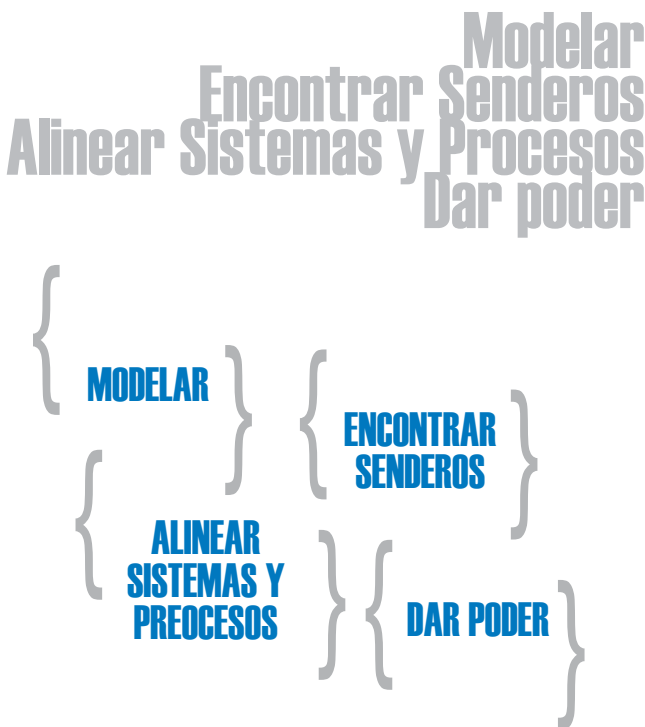 Modelar
Encontrar Senderos
Alinear Sistemas y Procesos
Dar poder
{ MODELAR }
{ ENCONTRAR
SENDEROS }
{ ALINEAR
SISTEMAS Y
PREOCESOS }
{ DAR PODER }